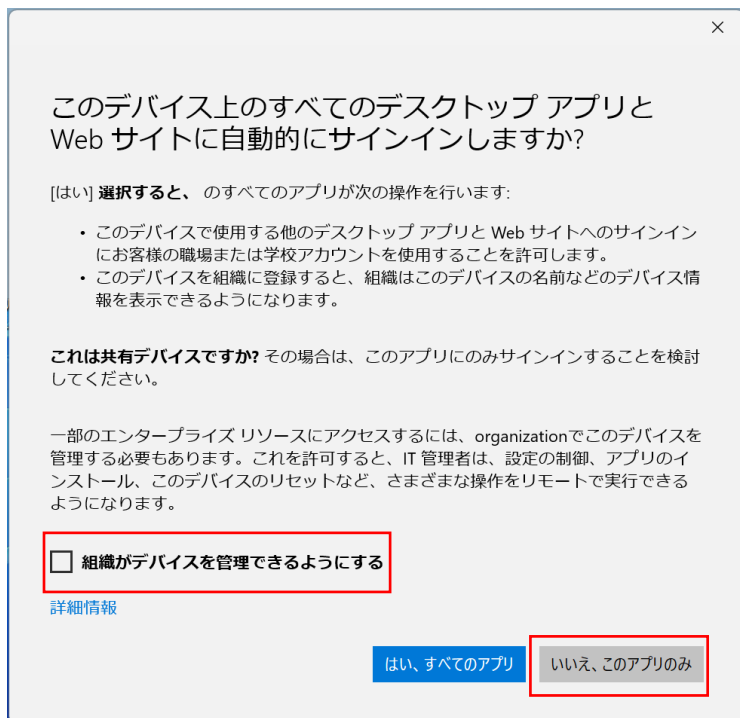 このデバイス上のすべてのデスクトップ アプリと
Web サイトに自動的にサインインしますか?
[はい] 選択すると、 のすべてのアプリが次の操作を行います:
• このデバイスで使用する他のデスクトップ アプリと Web サイトへのサインイン
にお客様の職場または学校アカウントを使用することを許可します。
• このデバイスを組織に登録すると、組織はこのデバイスの名前などのデバイス情
報を表示できるようになります。
これは共有デバイスですか? その場合は、このアプリにのみサインインすることを検討
してください。
一部のエンタープライズ リソースにアクセスするには、organizationでこのデバイスを
管理する必要もあります。これを許可すると、IT 管理者は、設定の制御、アプリのイ
ンストール、このデバイスのリセットなど、さまざまな操作をリモートで実行できる
ようになります。
組織がデバイスを管理できるようにする
詳細情報
はい、すべてのアプリ
いいえ、このアプリのみ